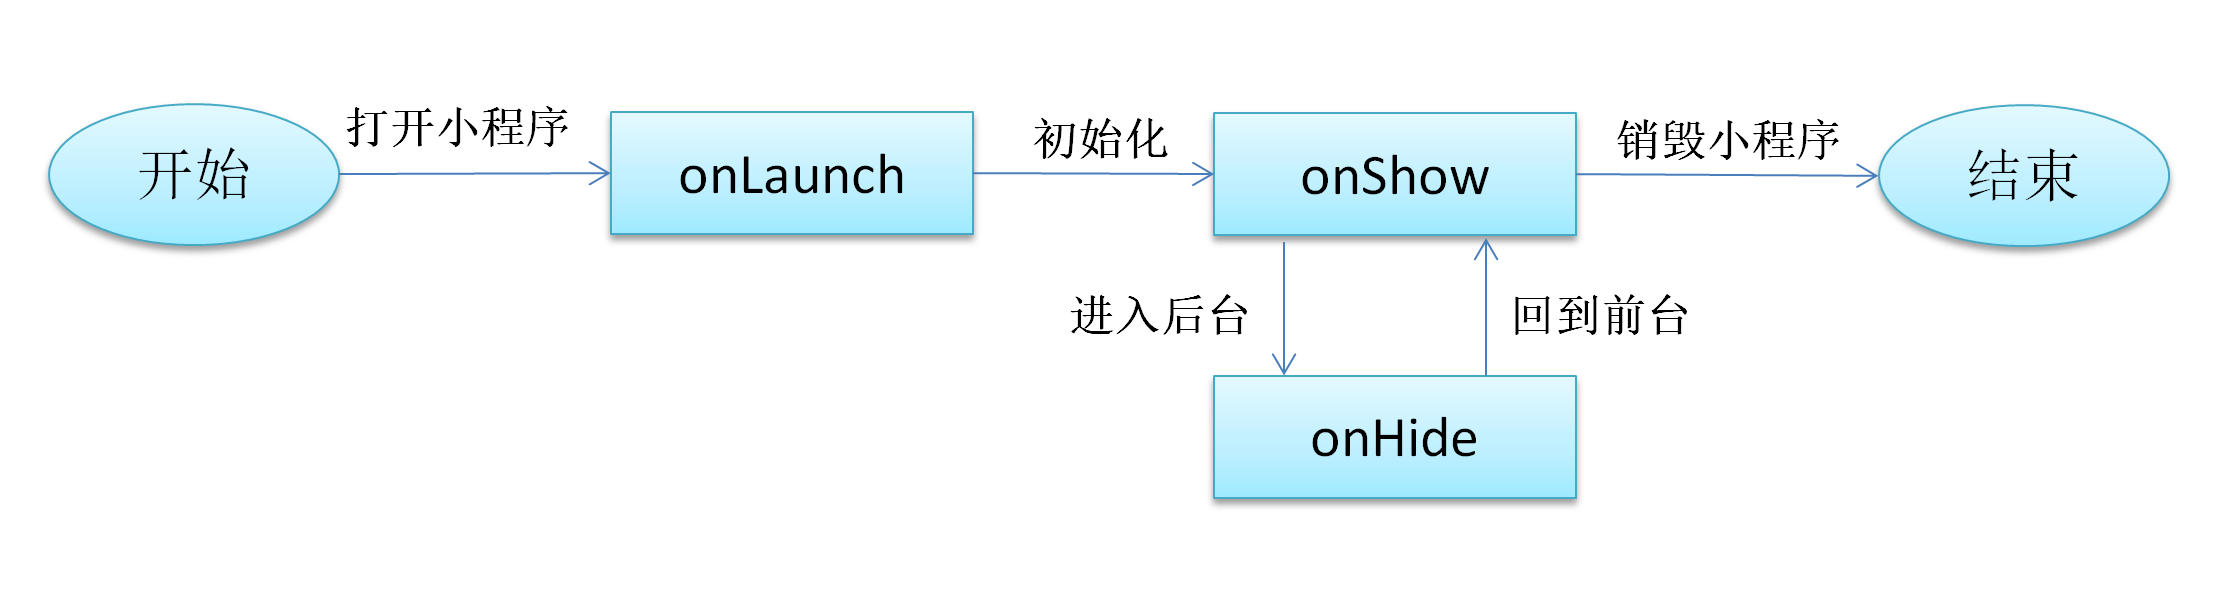 开始
打开小程序
onLaunch
初始化
onShow
销毁小程序
结束
进入后台
回到前台
onHide